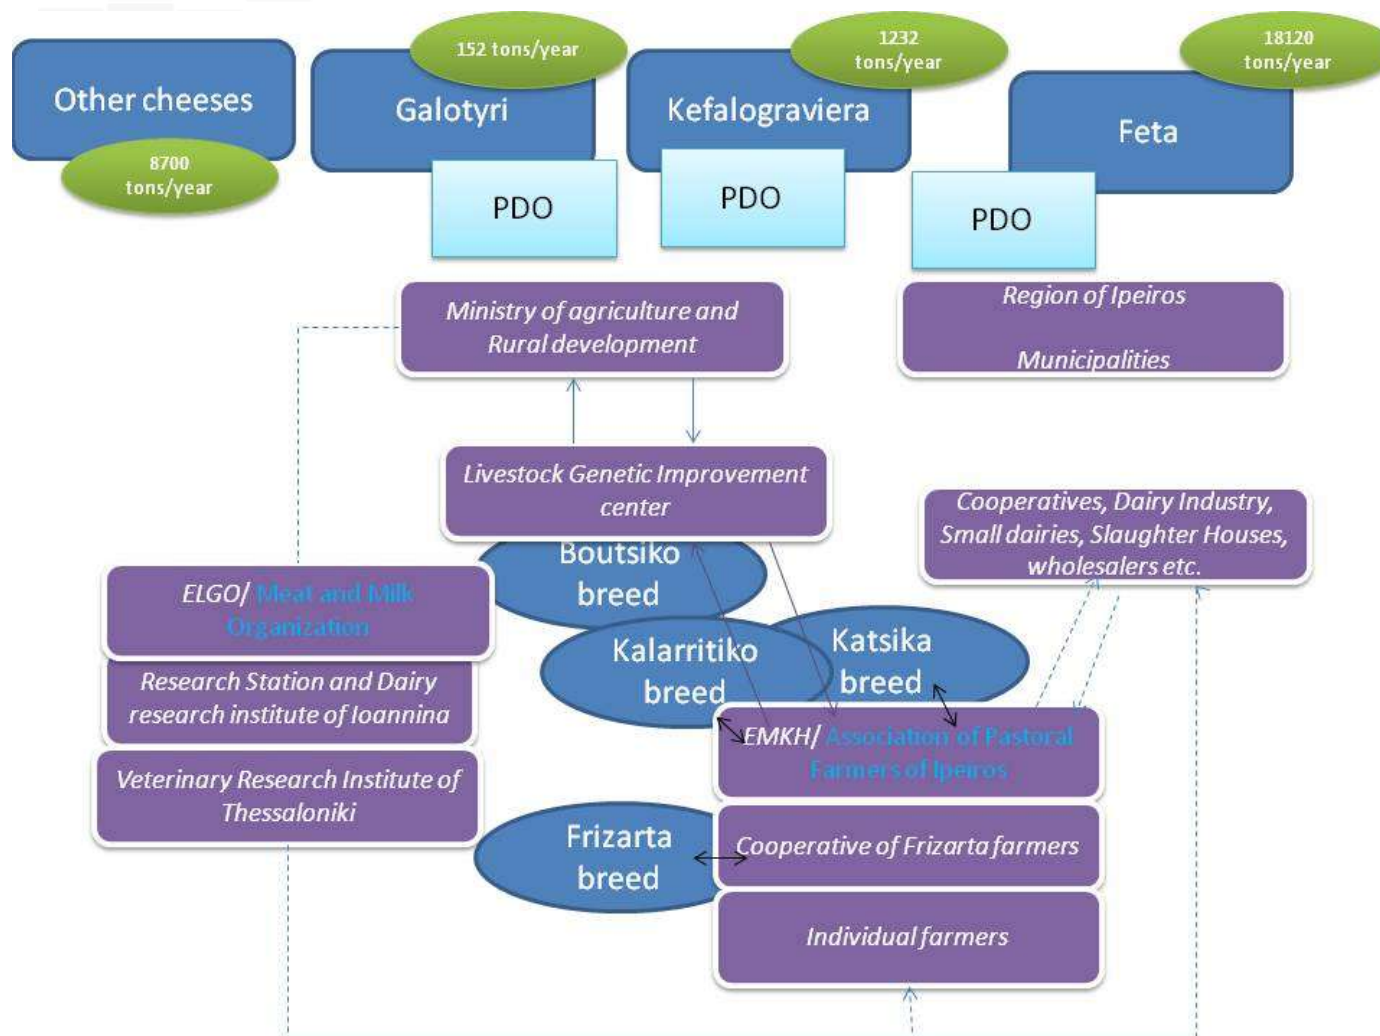 Other cheeses
8700
tons/year
Galotyri
152 tons/year
PDO
Kefalograviera
1232
tons/year
PDO
Feta
18120
tons/year
PDO
Ministry of agriculture and
Rural development
Region of Ipeiros
Municipalities
Livestock Genetic Improvement
center
Cooperatives, Dairy Industry,
Small dairies, Slaughter Houses,
wholesalers etc.
Boutsiko
breed
Kalarritiko
breed
Katsika
breed
ELGO/ Meat and Milk
Organization
Research Station and Dairy
research institute of Ioannina
Veterinary Research Institute of
Thessaloniki
EMKH/ Association of Pastoral
Farmers of Ipeiros
Frizarta
breed
Cooperative of Frizarta farmers
Individual farmers